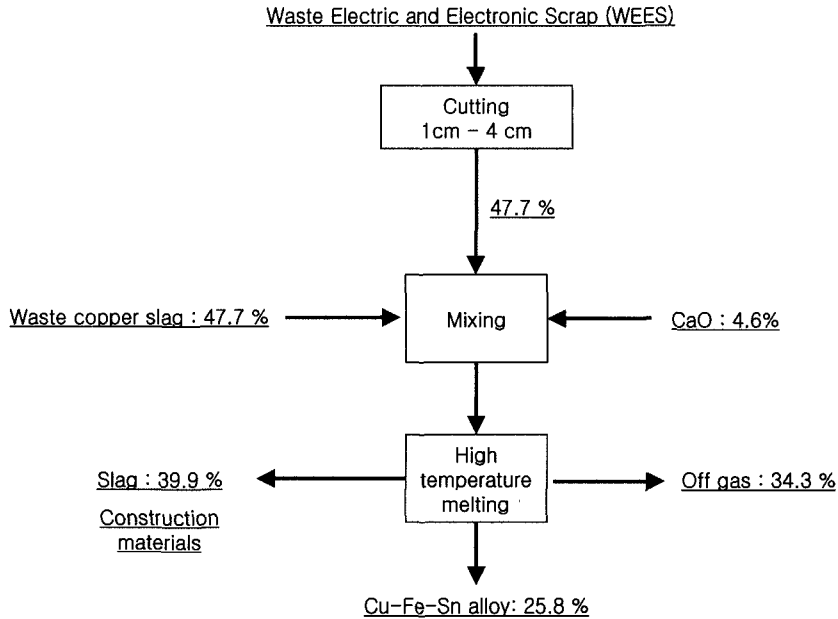 Waste Electric and Electronic Scrap (WEES)
Cutting
1cm - 4 cm
47.7 %
Waste copper slag : 47.7 %
Mixing
CaO : 4.6%
High
temperature
melting
Slag : 39.9 %
Construction
materials
Off gas : 34.3 %
Cu-Fe-Sn alloy: 25.8 %